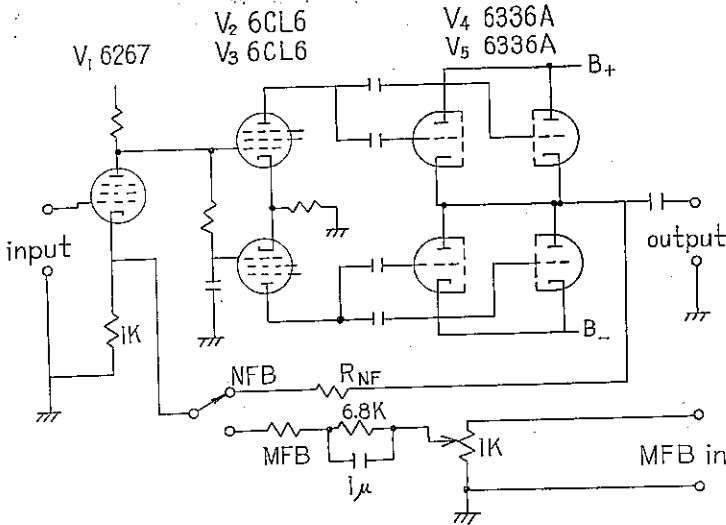 V₂ 6CL6
V₃ 6CL6
V₄ 6336A
V₅ 6336A
V₁ 6267
B₊
input
output
1K
B₋
NFB
R_NF
6.8K
MFB
1μ
1K
MFB in